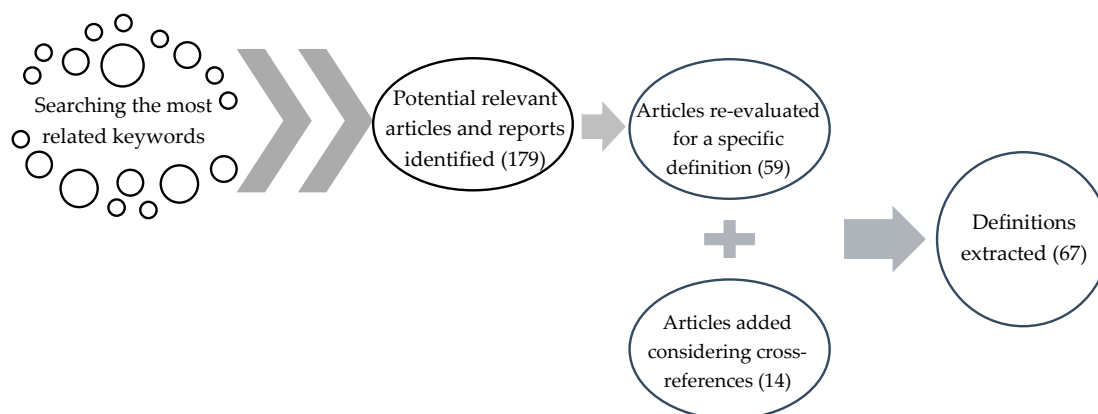 Searching the most
related keywords
Potential relevant
articles and reports
identified (179)
Articles re-evaluated
for a specific
definition (59)
Articles added
considering cross-
references (14)
Definitions
extracted (67)